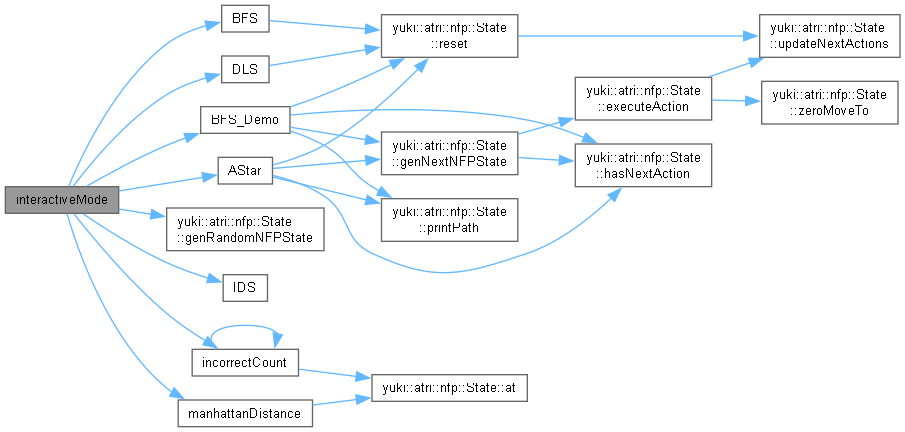 interactiveMode
BFS
DLS
BFS_Demo
AStar
yuki::atri::nfp::State
::genRandomNFPState
IDS
incorrectCount
manhattanDistance
yuki::atri::nfp::State
::reset
yuki::atri::nfp::State
::genNextNFPState
yuki::atri::nfp::State
::printPath
yuki::atri::nfp::State::at
yuki::atri::nfp::State
::executeAction
yuki::atri::nfp::State
::hasNextAction
yuki::atri::nfp::State
::updateNextActions
yuki::atri::nfp::State
::zeroMoveTo